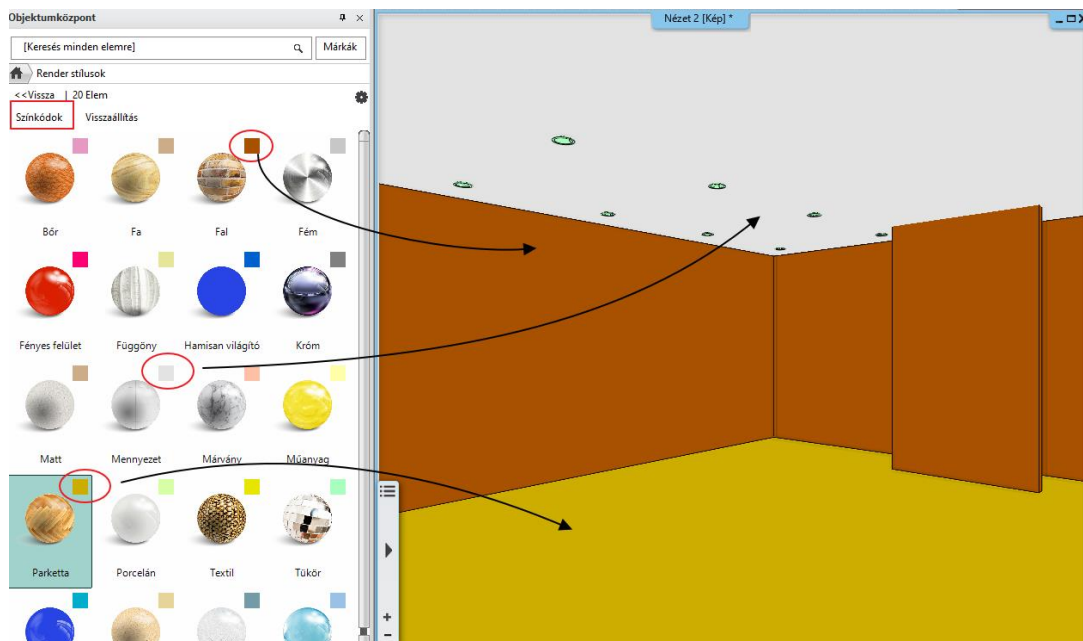 Objektumközpont
Nézet 2 [Kép] *
[Keresés minden elemre]
Márkák
Render stílusok
<<Vissza | 20 Elem
Színkódok Visszaállítás
Bőr Fa Fal Fém
Fényes felület Függöny Hamisan világító Króm
Matt Mennyezet Márvány Műanyag
Parketta Porcelán Textil Tükör